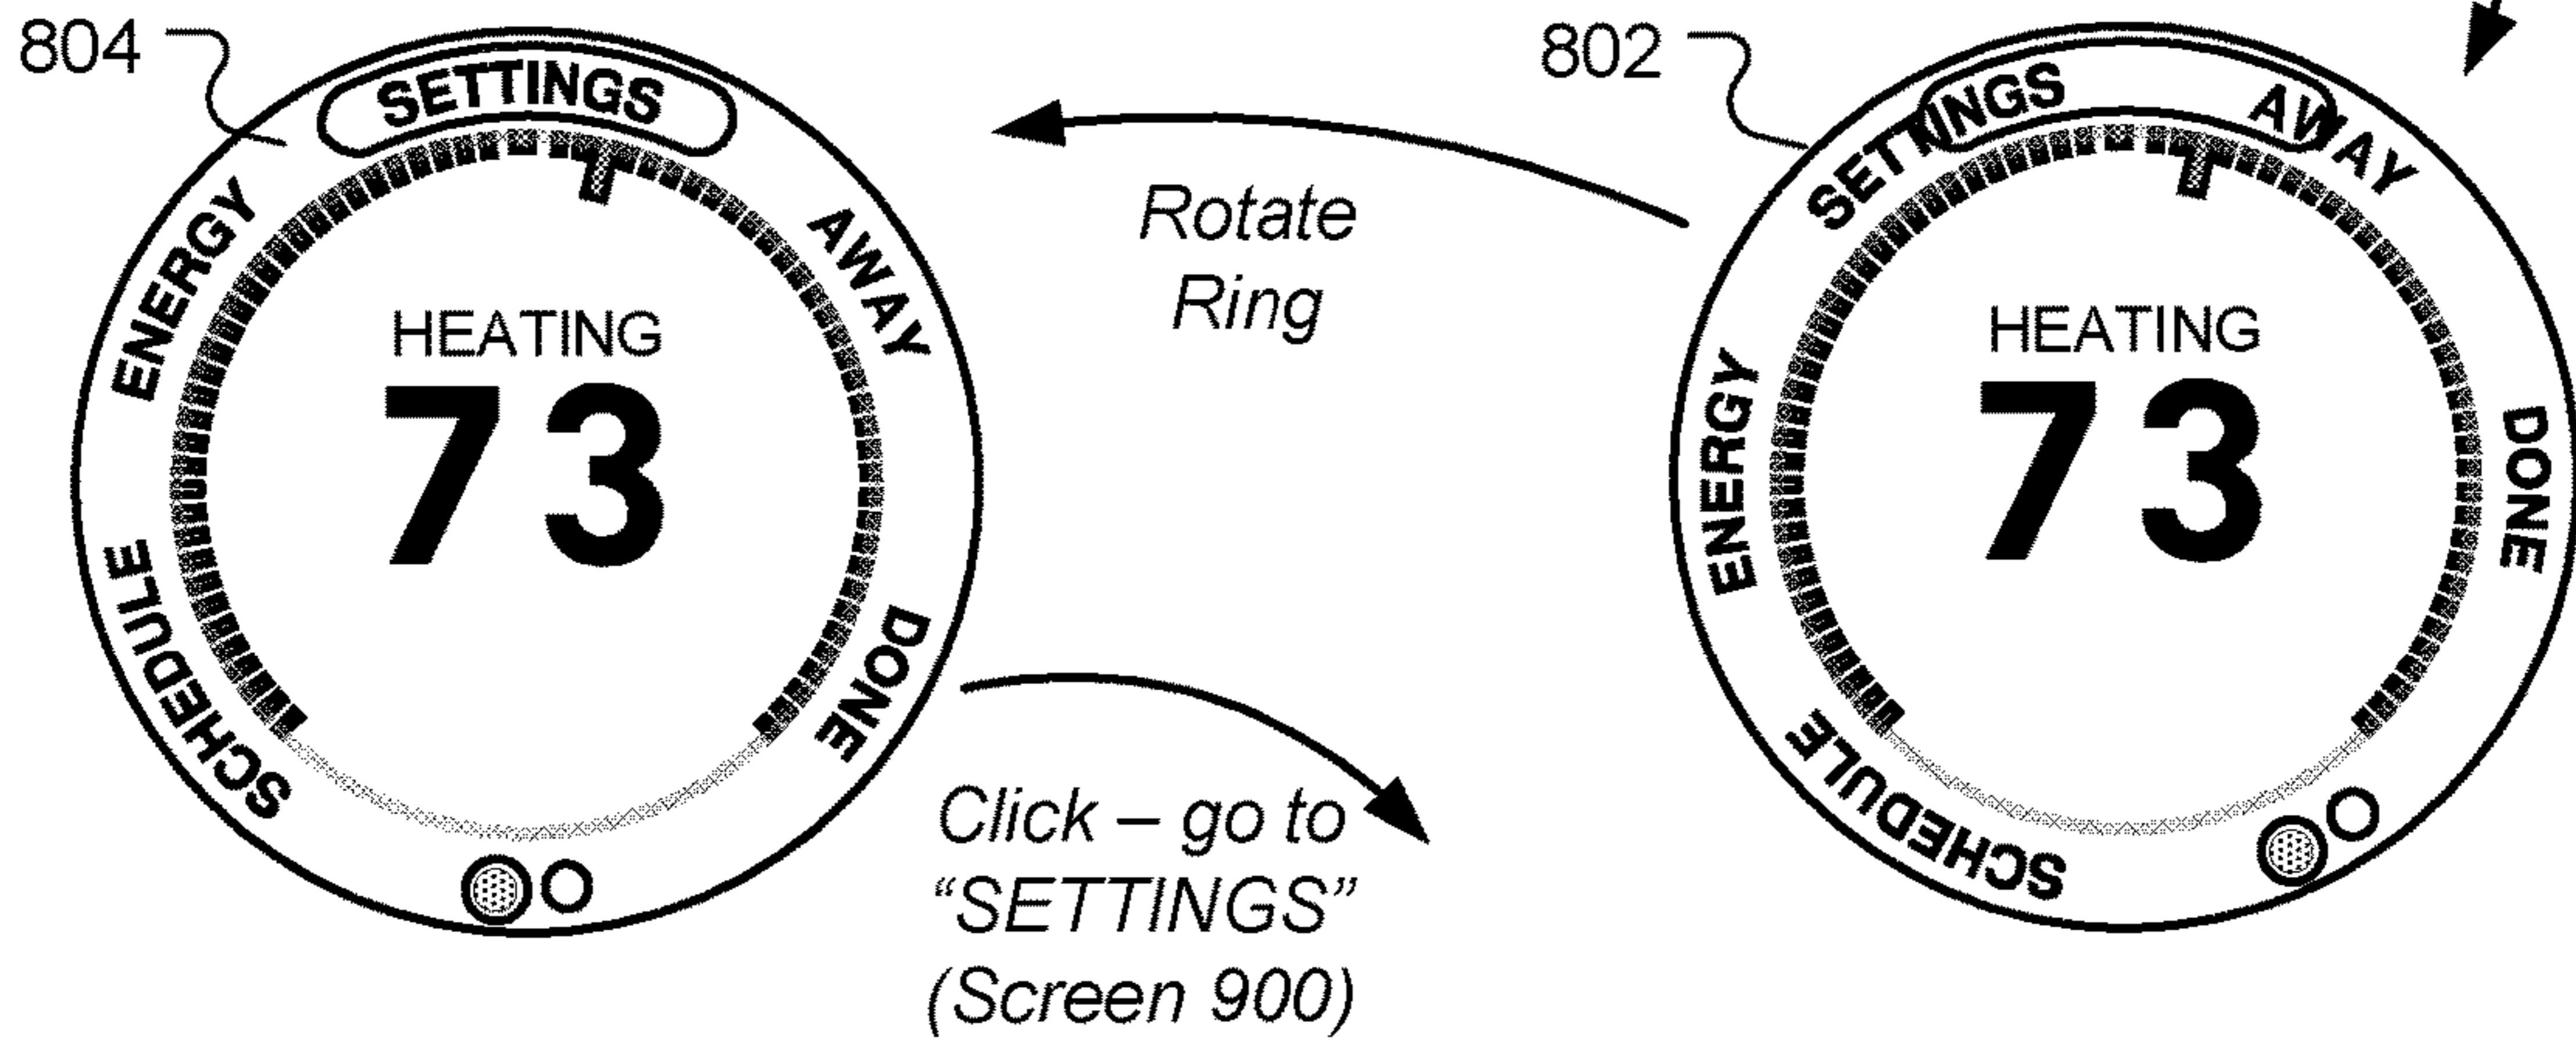 804
SETTINGS
AWAY
ENERGY
HEATING
73
SCHEDULE
DONE
Rotate
Ring
Click – go to
“SETTINGS”
(Screen 900)
802
SETTINGS
AWAY
ENERGY
HEATING
73
DONE
SCHEDULE